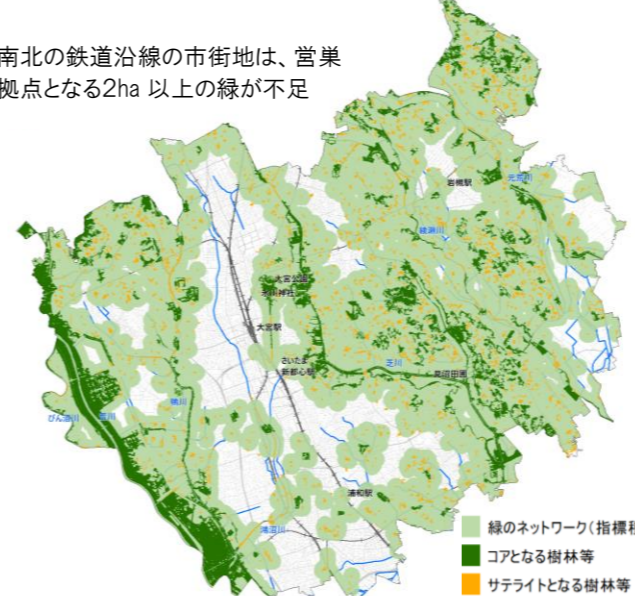 南北の鉄道沿線の市街地は、営巣
拠点となる2ha 以上の緑が不足
岩槻駅
元荒川
綾瀬川
大宮公園
氷川神社
大宮駅
さいたま
新都心駅
芝川
見沼田圃
鴨川
びん沼川
荒川
浦和駅
鴻沼川
緑のネットワーク(指標種
コアとなる樹林等
サテライトとなる樹林等